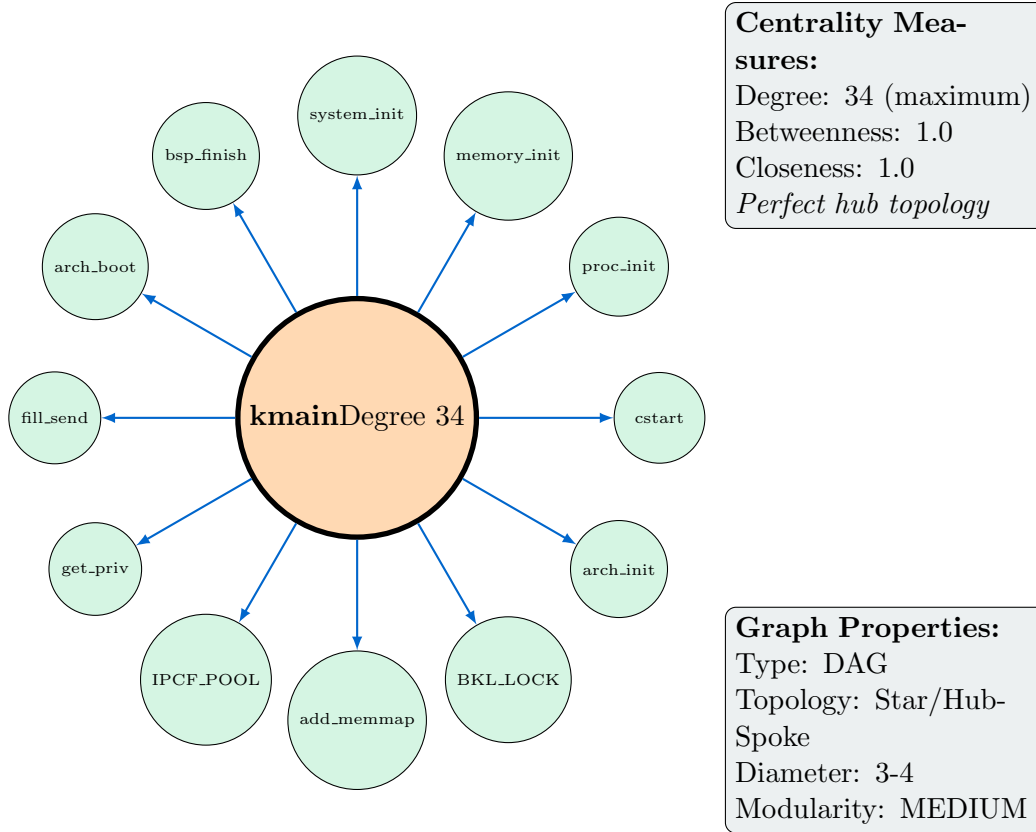 Centrality Mea-
sures:
Degree: 34 (maximum)
Betweenness: 1.0
Closeness: 1.0
Perfect hub topology
system_init
bsp_finish
memory_init
arch_boot
proc_init
fill_send
kmainDegree 34
cstart
get_priv
arch_init
IPCF_POOL
BKL_LOCK
add_memmap
Graph Properties:
Type: DAG
Topology: Star/Hub-
Spoke
Diameter: 3-4
Modularity: MEDIUM